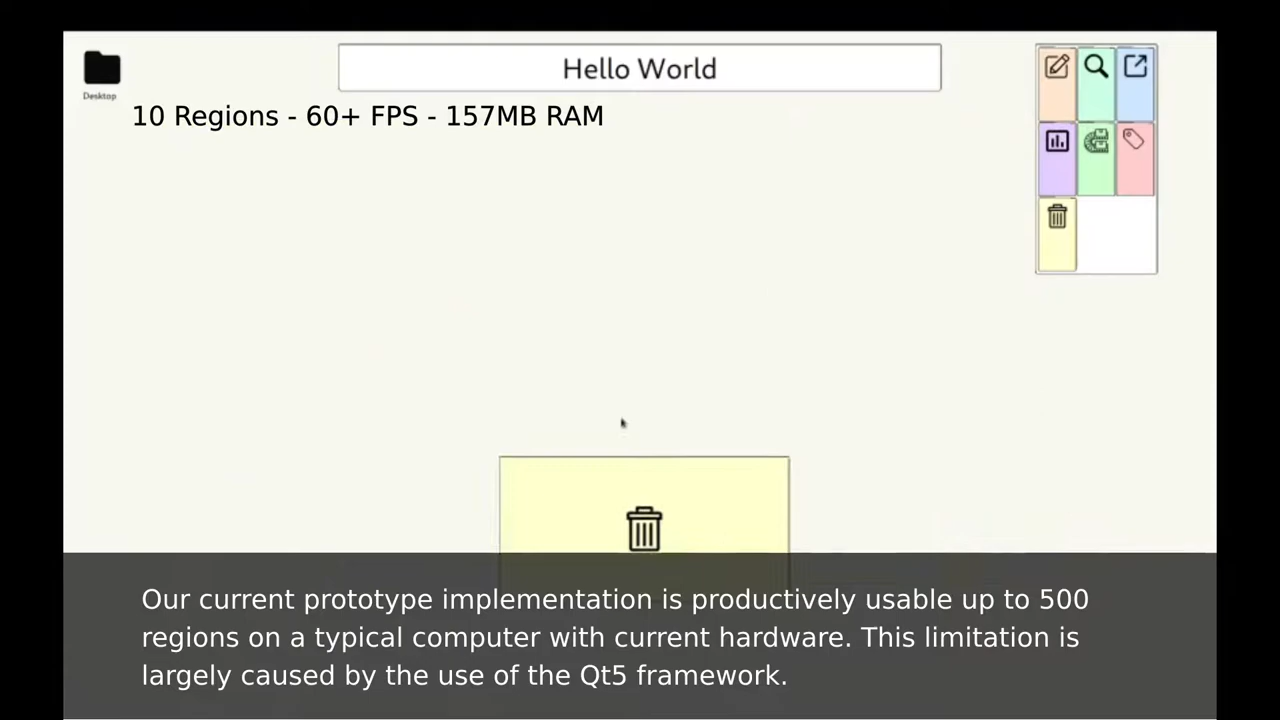 Hello World
Desktop
10 Regions - 60+ FPS - 157MB RAM
Our current prototype implementation is productively usable up to 500
regions on a typical computer with current hardware. This limitation is
largely caused by the use of the Qt5 framework.